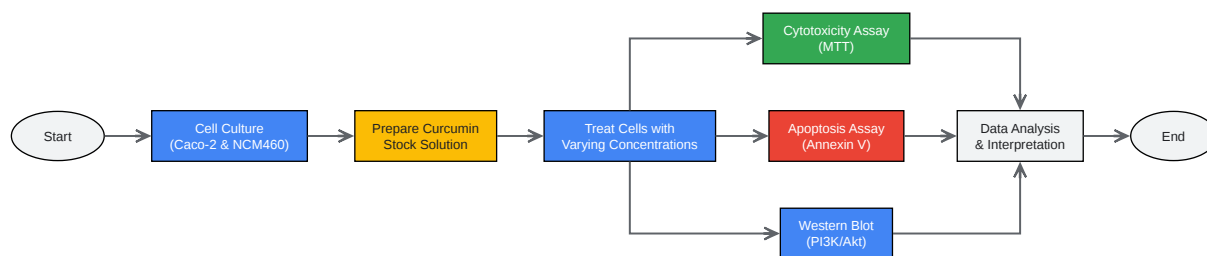 Start
Cell Culture
(Caco-2 & NCM460)
Prepare Curcumin
Stock Solution
Treat Cells with
Varying Concentrations
Cytotoxicity Assay
(MTT)
Apoptosis Assay
(Annexin V)
Western Blot
(PI3K/Akt)
Data Analysis
& Interpretation
End